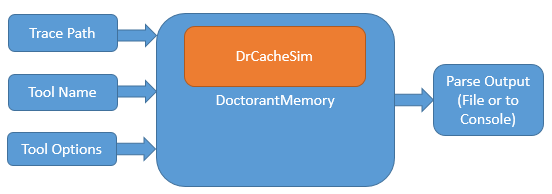 Trace Path
Tool Name
Tool Options
DrCacheSim
DoctorantMemory
Parse Output
(File or to
Console)